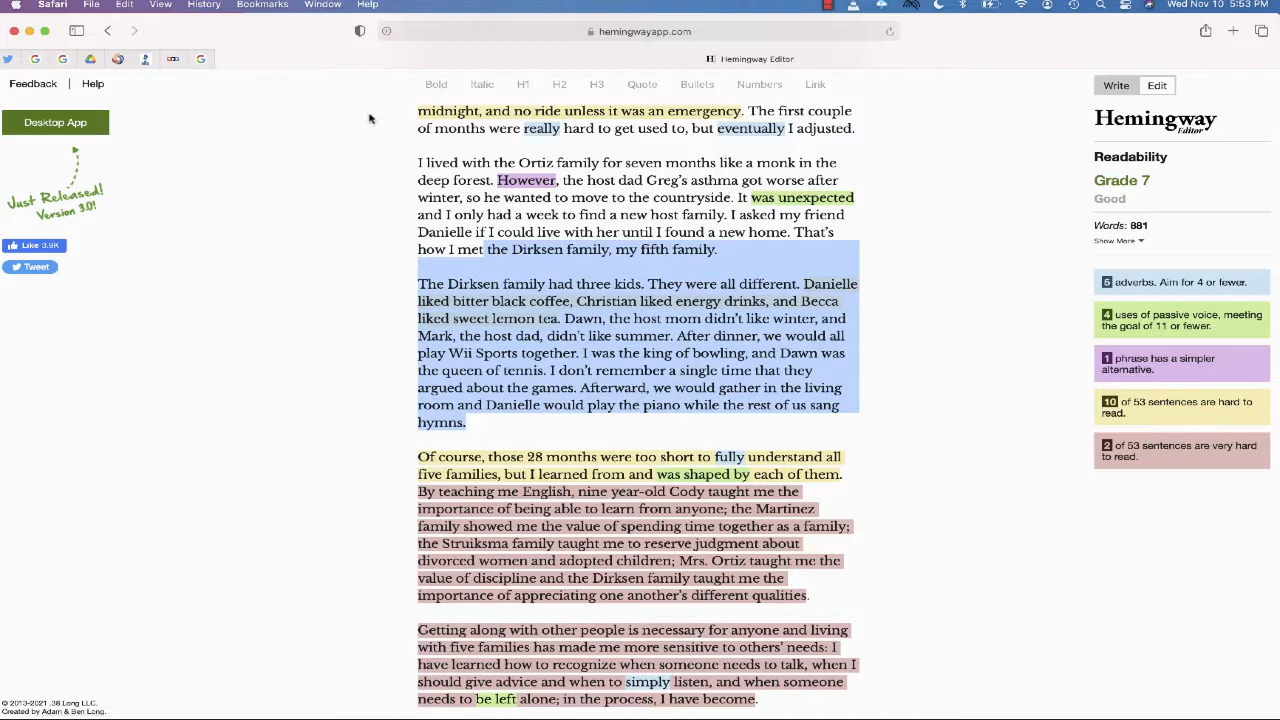 Safari File Edit View History Bookmarks Window Help
Wed Nov 10 5:53 PM
hemingwayapp.com
Hemingway Editor
Feedback | Help
Bold Italic H1 H2 H3 Quote Bullets Numbers Link
Write Edit
Desktop App
Just Released!
Version 3.0!
Like 3.9K
Tweet
midnight, and no ride unless it was an emergency. The first couple
of months were really hard to get used to, but eventually I adjusted.
I lived with the Ortiz family for seven months like a monk in the
deep forest. However, the host dad Greg's asthma got worse after
winter, so he wanted to move to the countryside. It was unexpected
and I only had a week to find a new host family. I asked my friend
Danielle if I could live with her until I found a new home. That's
how I met the Dirksen family, my fifth family.
The Dirksen family had three kids. They were all different. Danielle
liked bitter black coffee, Christian liked energy drinks, and Becca
liked sweet lemon tea. Dawn, the host mom didn't like winter, and
Mark, the host dad, didn't like summer. After dinner, we would all
play Wii Sports together. I was the king of bowling, and Dawn was
the queen of tennis. I don't remember a single time that they
argued about the games. Afterward, we would gather in the living
room and Danielle would play the piano while the rest of us sang
hymns.
Of course, those 28 months were too short to fully understand all
five families, but I learned from and was shaped by each of them.
By teaching me English, nine year-old Cody taught me the
importance of being able to learn from anyone; the Martinez
family showed me the value of spending time together as a family;
the Struiksma family taught me to reserve judgment about
divorced women and adopted children; Mrs. Ortiz taught me the
value of discipline and the Dirksen family taught me the
importance of appreciating one another's different qualities.
Getting along with other people is necessary for anyone and living
with five families has made me more sensitive to others' needs: I
have learned how to recognize when someone needs to talk, when I
should give advice and when to simply listen, and when someone
needs to be left alone; in the process, I have become.
Hemingway
Editor
Readability
Grade 7
Good
Words: 881
Show More
5 adverbs. Aim for 4 or fewer.
4 uses of passive voice, meeting
the goal of 11 or fewer.
1 phrase has a simpler
alternative.
10 of 53 sentences are hard to
read.
2 of 53 sentences are very hard
to read.
© 2013-2021 .38 Long LLC.
Created by Adam & Ben Long.